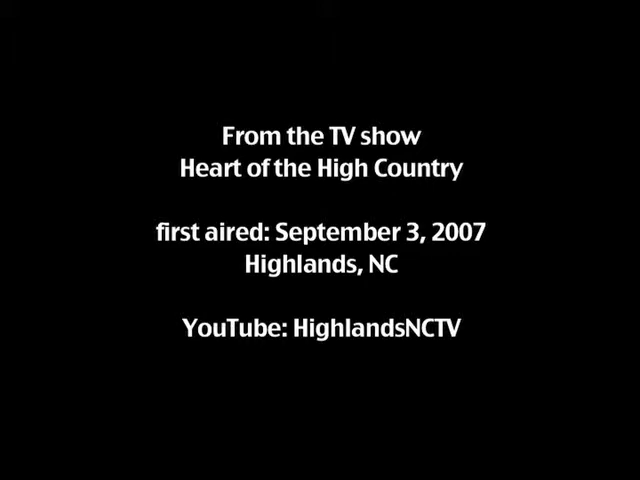 From the TV show
Heart of the High Country
first aired: September 3, 2007
Highlands, NC
YouTube: HighlandsNCTV